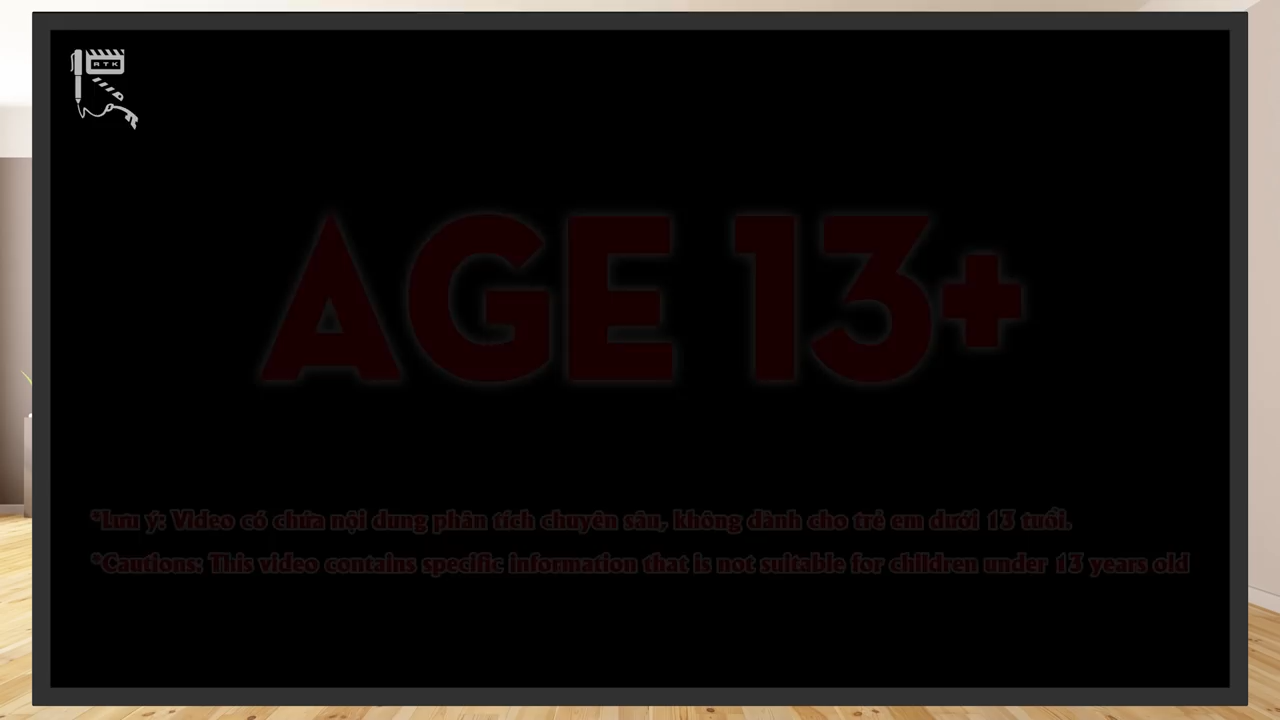 RTK
AGE 13+
*Lưu ý: Video có chứa nội dung phân tích chuyên sâu, không dành cho trẻ em dưới 13 tuổi.
*Cautions: This video contains specific information that is not suitable for children under 13 years old